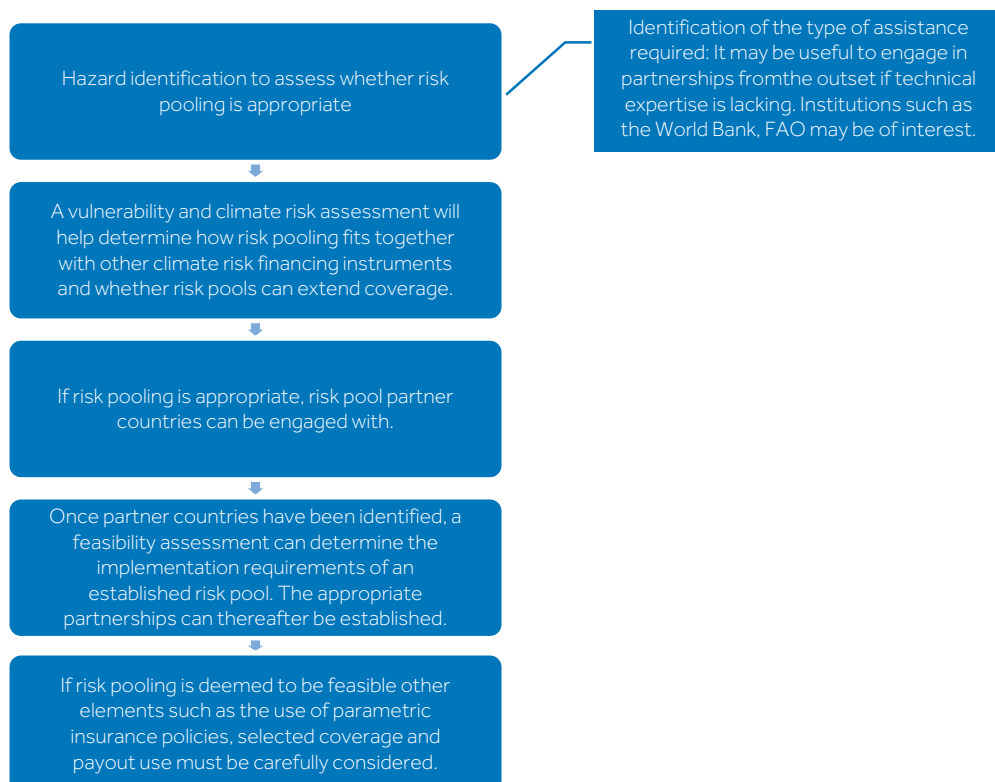 Hazard identification to assess whether risk
pooling is appropriate
Identification of the type of assistance
required: It may be useful to engage in
partnerships fromthe outset if technical
expertise is lacking. Institutions such as
the World Bank, FAO may be of interest.
A vulnerability and climate risk assessment will
help determine how risk pooling fits together
with other climate risk financing instruments
and whether risk pools can extend coverage.
If risk pooling is appropriate, risk pool partner
countries can be engaged with.
Once partner countries have been identified, a
feasibility assessment can determine the
implementation requirements of an
established risk pool. The appropriate
partnerships can thereafter be established.
If risk pooling is deemed to be feasible other
elements such as the use of parametric
insurance policies, selected coverage and
payout use must be carefully considered.